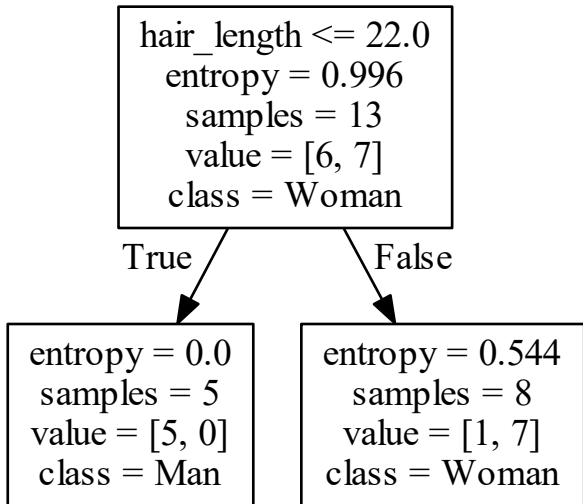 hair_length <= 22.0
entropy = 0.996
samples = 13
value = [6, 7]
class = Woman
True
False
entropy = 0.0
samples = 5
value = [5, 0]
class = Man
entropy = 0.544
samples = 8
value = [1, 7]
class = Woman